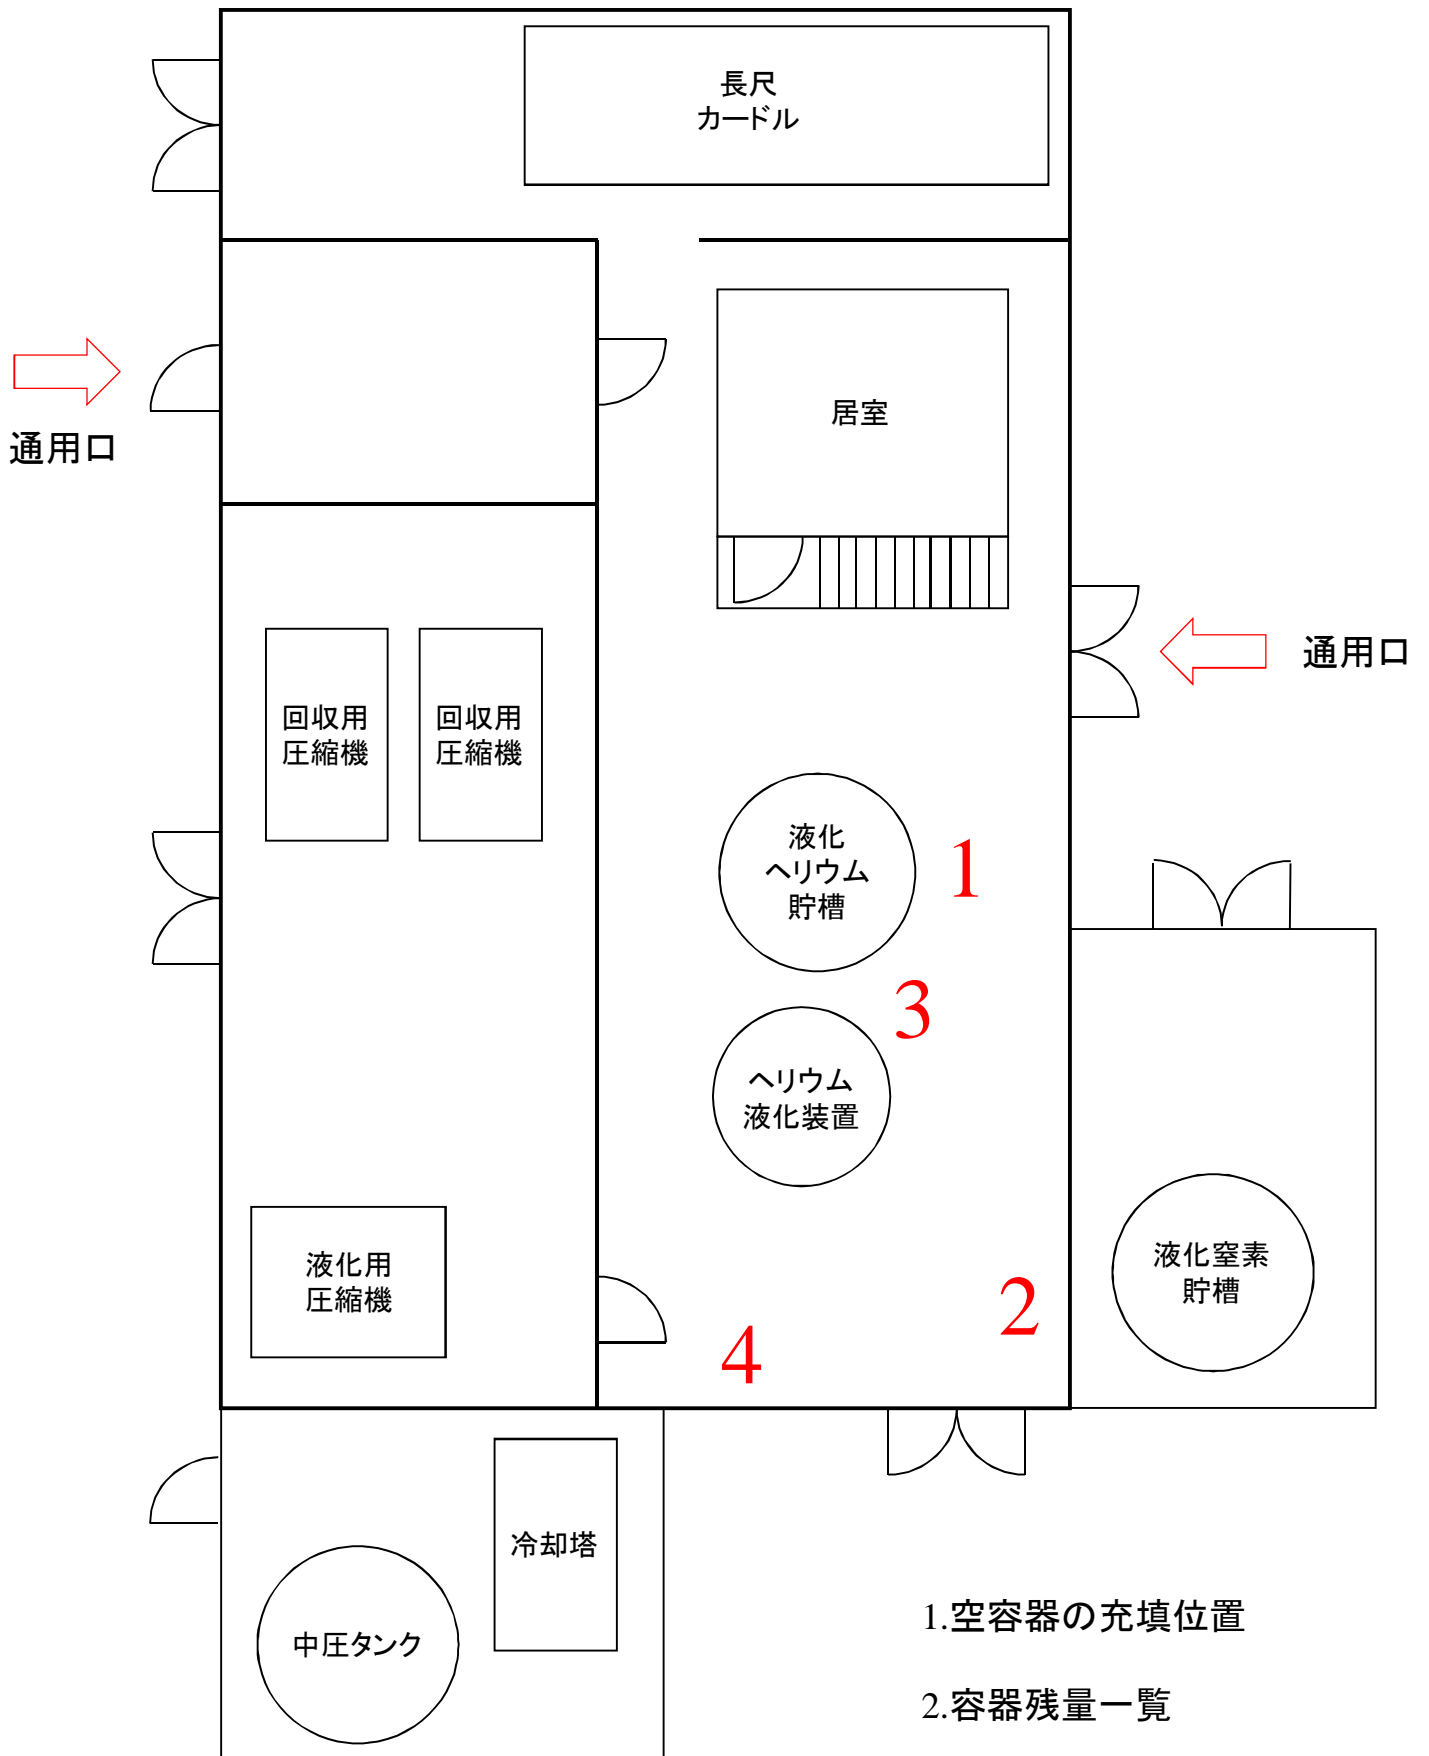 長尺
カードル
通用口
居室
通用口
回収用
圧縮機
回収用
圧縮機
液化
ヘリウム
貯槽
1
3
ヘリウム
液化装置
液化窒素
貯槽
液化用
圧縮機
2
4
冷却塔
中圧タンク
1.空容器の充填位置
2.容器残量一覧